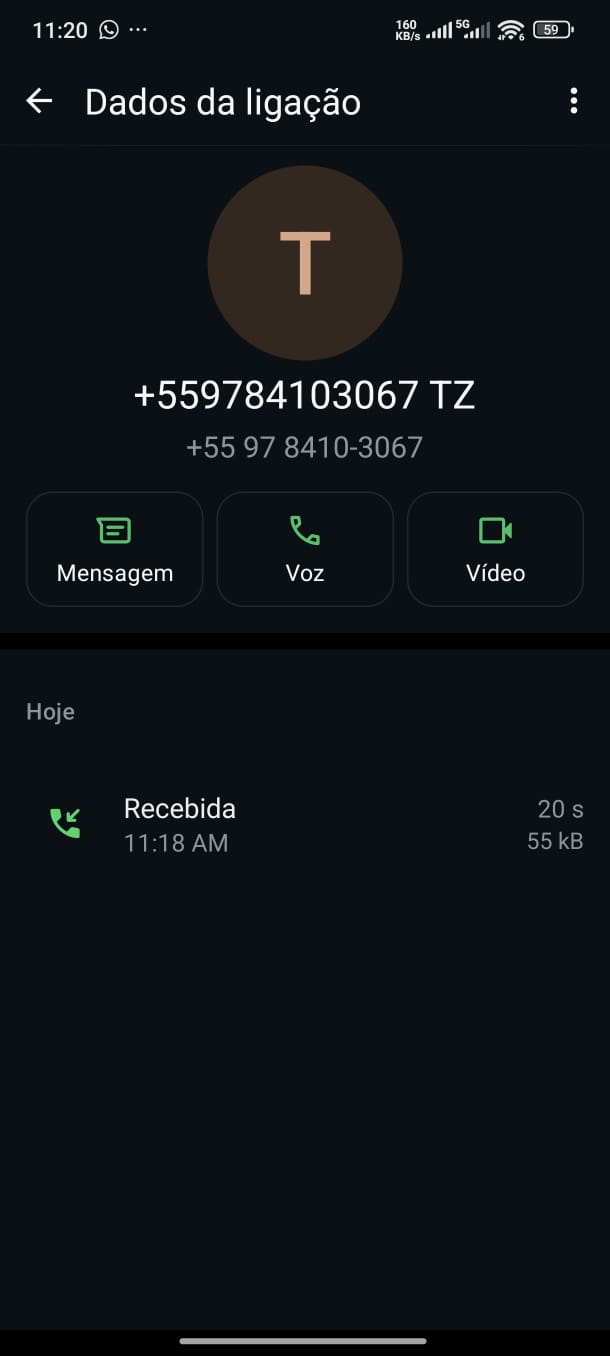 11:20 ...
160 KB/s 5G 6 59
Dados da ligação
T
+559784103067 TZ
+55 97 8410-3067
Mensagem Voz Vídeo
Hoje
Recebida 20 s
11:18 AM 55 kB